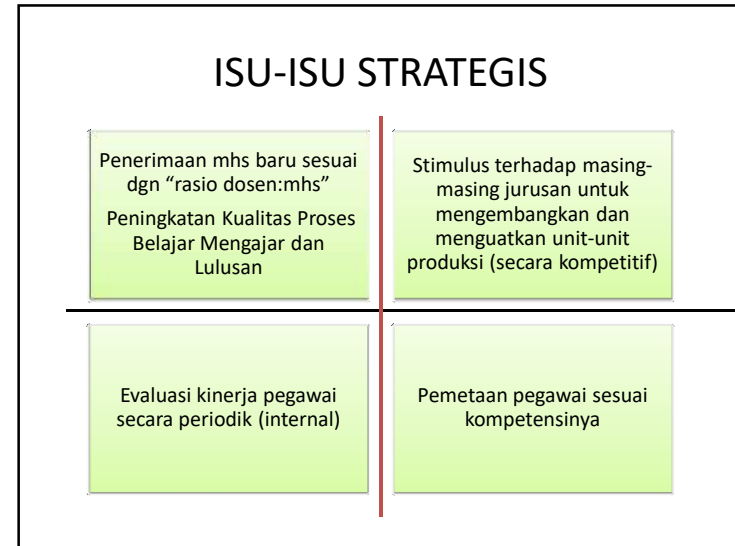 ISU-ISU STRATEGIS
Penerimaan mhs baru sesuai
dgn “rasio dosen:mhs”
Peningkatan Kualitas Proses
Belajar Mengajar dan
Lulusan
Stimulus terhadap masing-
masing jurusan untuk
mengembangkan dan
menguatkan unit-unit
produksi (secara kompetitif)
Evaluasi kinerja pegawai
secara periodik (internal)
Pemetaan pegawai sesuai
kompetensinya